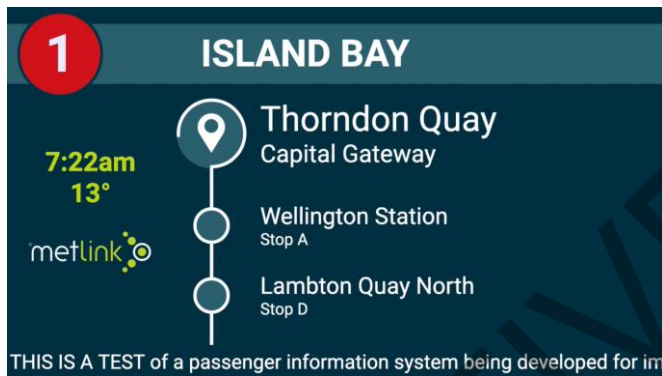 1
ISLAND BAY
Thorndon Quay
Capital Gateway
7:22am
13°
Wellington Station
Stop A
metlink
Lambton Quay North
Stop D
THIS IS A TEST of a passenger information system being developed for im